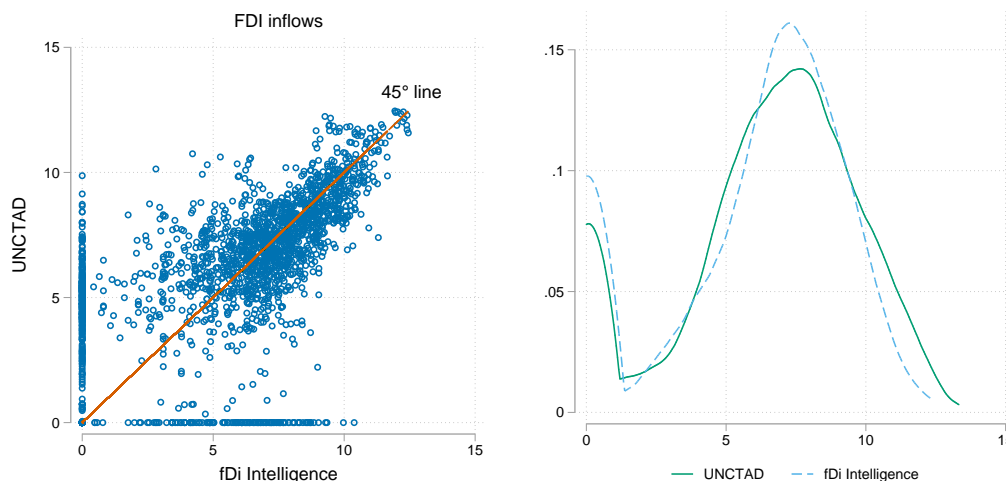 FDI inflows
15
10
5
0
UNCTAD
45° line
0 5 10 15
fDi Intelligence
.15
.1
.05
0
0 5 10 15
UNCTAD fDi Intelligence